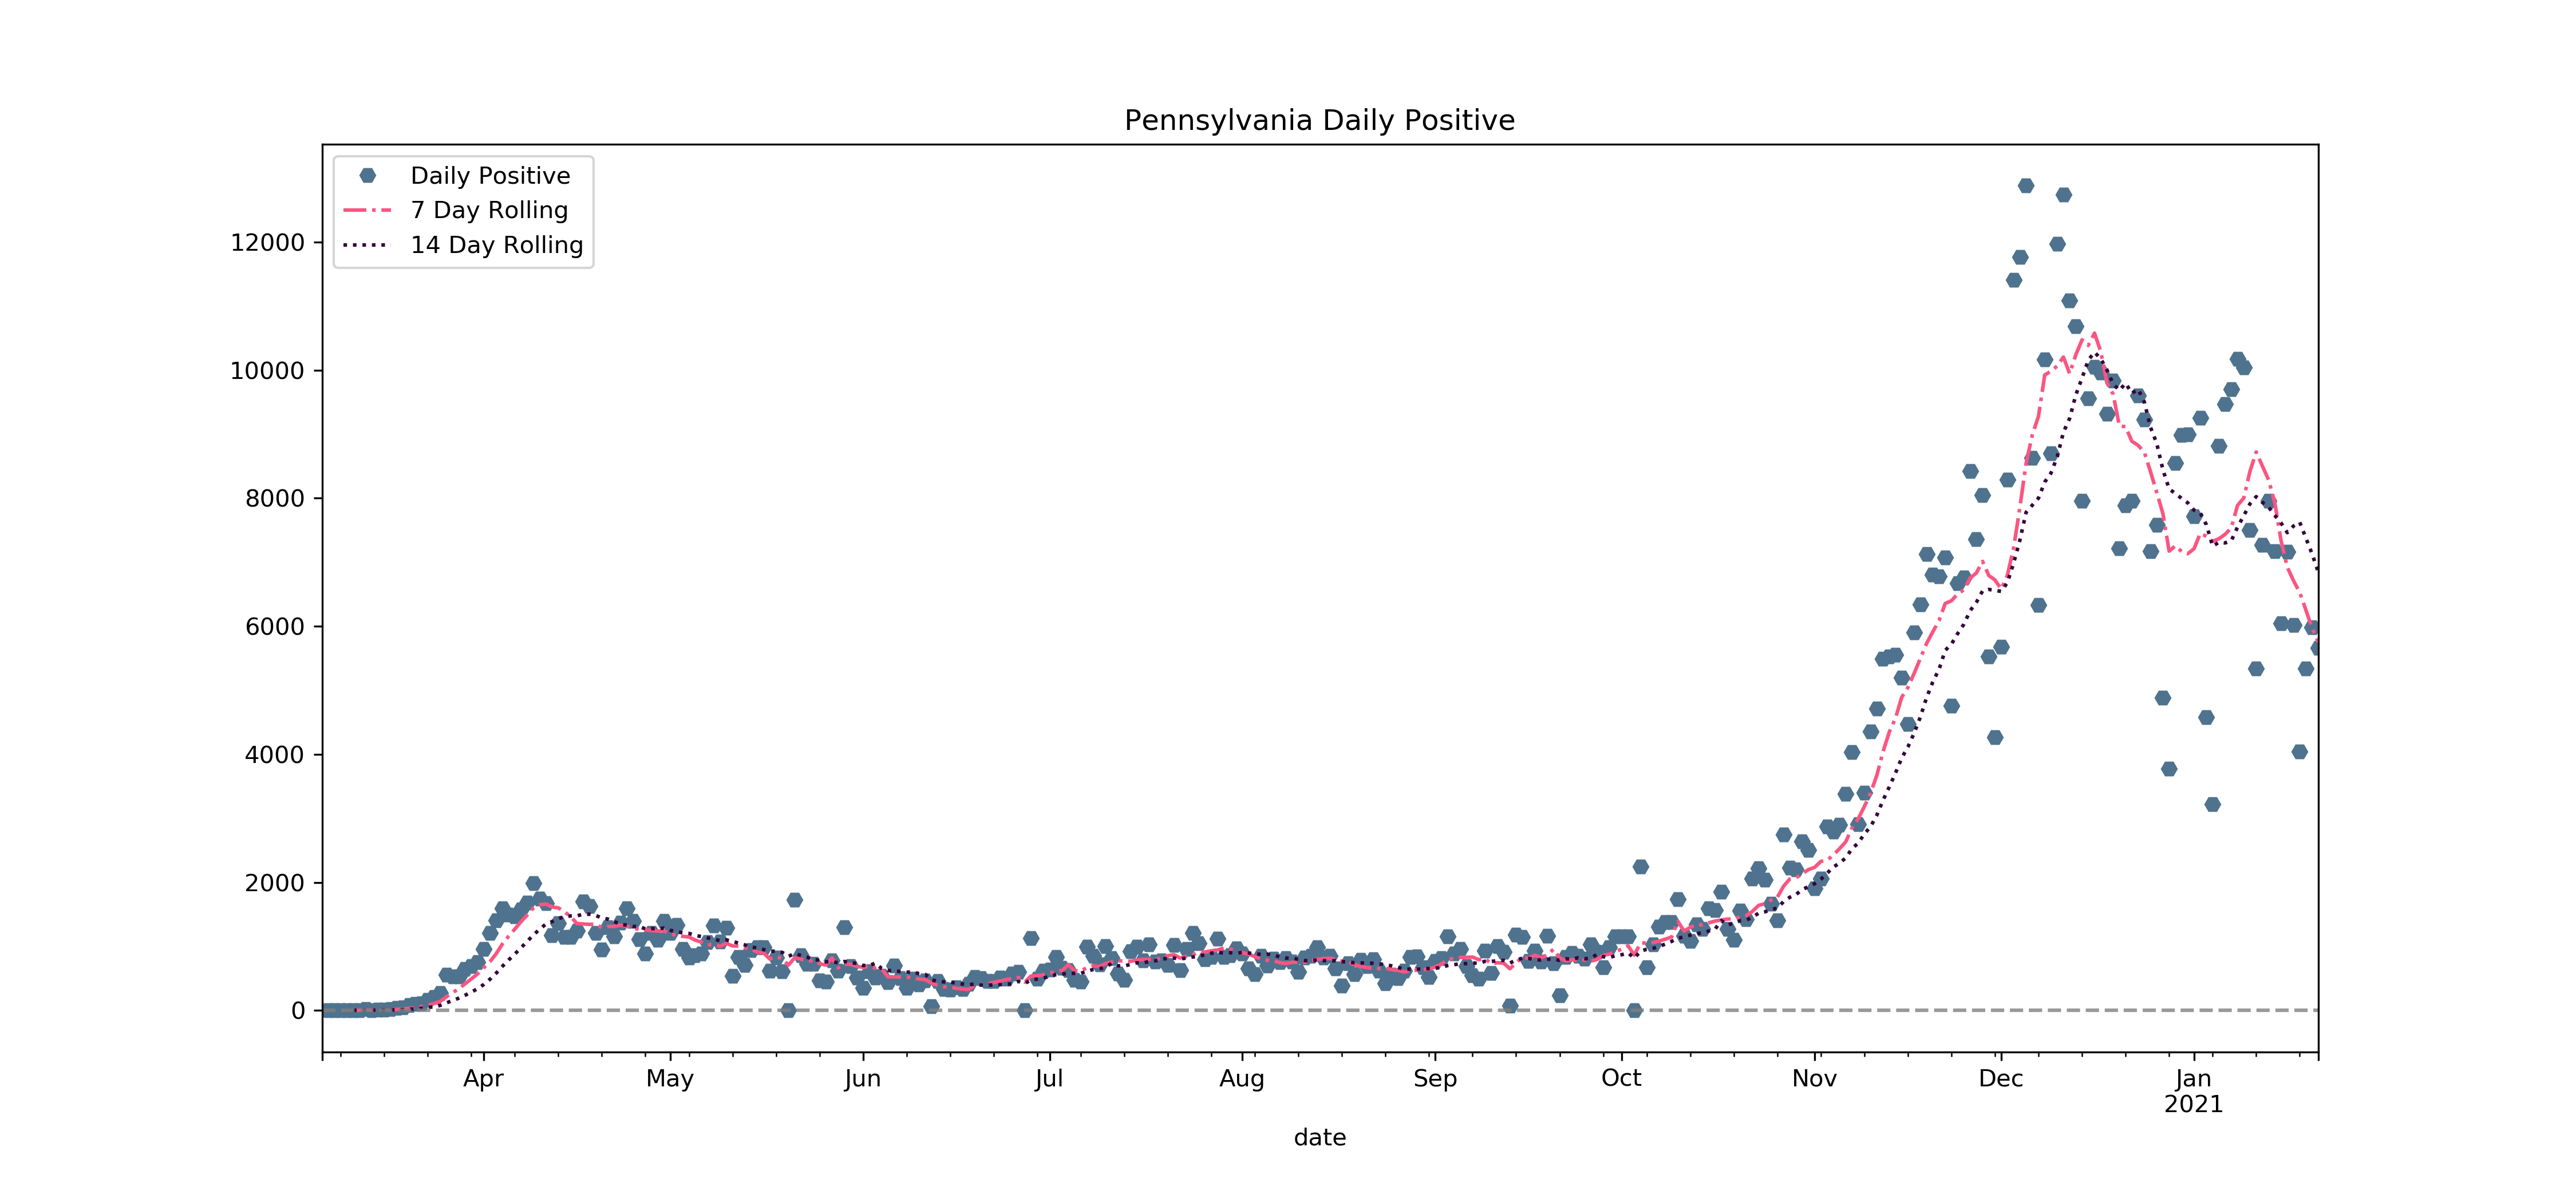 Pennsylvania Daily Positive
Daily Positive
7 Day Rolling
14 Day Rolling
12000
10000
8000
6000
4000
2000
0
Apr May Jun Jul Aug Sep Oct Nov Dec Jan
2021
date